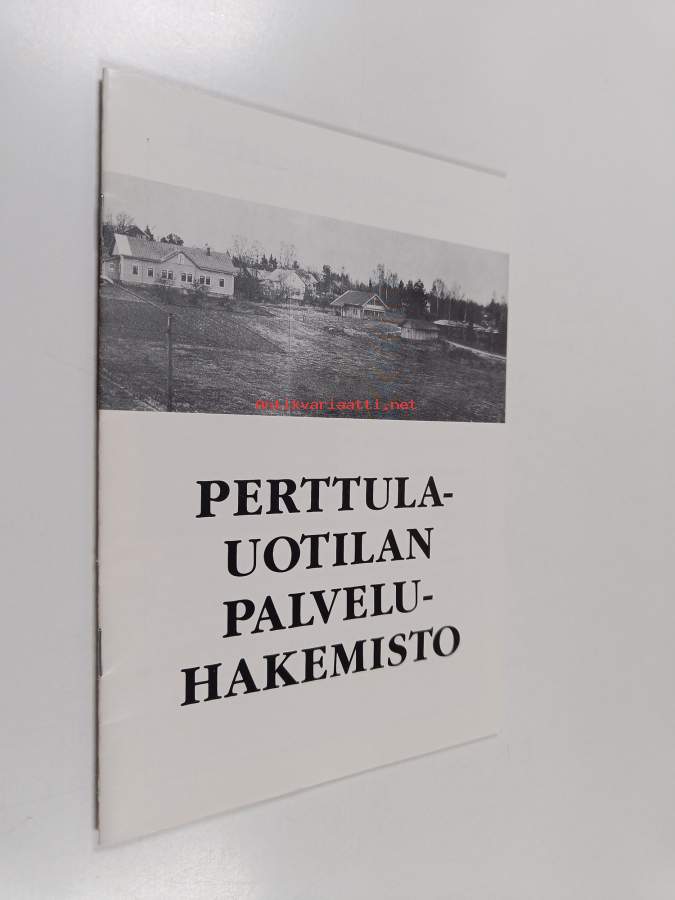 Antikvariaatti.net
PERTTULA-
UOTILAN
PALVELU-
HAKEMISTO